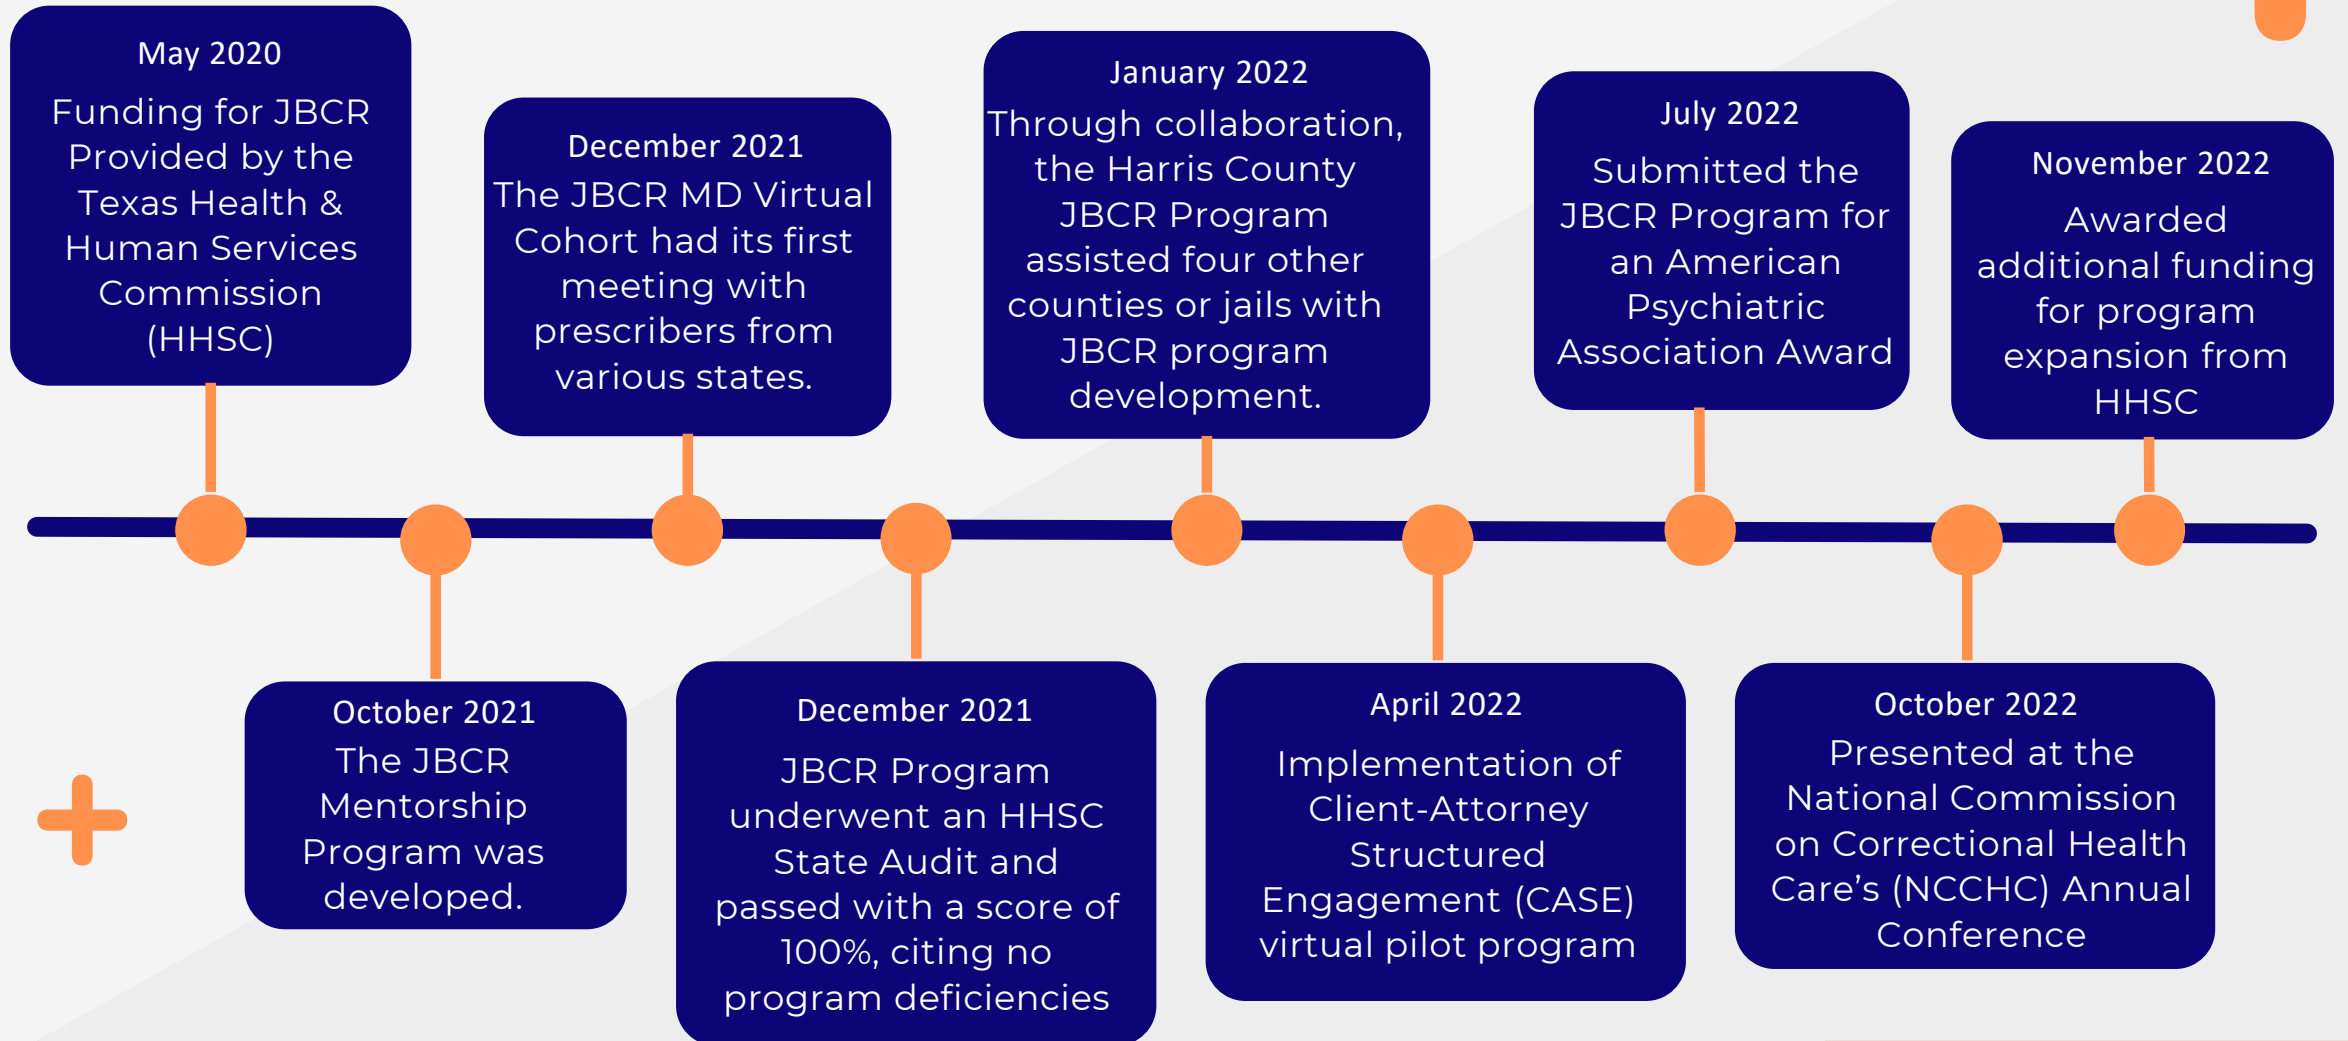 May 2020
Funding for JBCR
Provided by the
Texas Health &
Human Services
Commission
(HHSC)
October 2021
The JBCR
Mentorship
Program was
developed.
December 2021
The JBCR MD Virtual
Cohort had its first
meeting with
prescribers from
various states.
December 2021
JBCR Program
underwent an HHSC
State Audit and
passed with a score of
100%, citing no
program deficiencies
January 2022
Through collaboration,
the Harris County
JBCR Program
assisted four other
counties or jails with
JBCR program
development.
April 2022
Implementation of
Client-Attorney
Structured
Engagement (CASE)
virtual pilot program
July 2022
Submitted the
JBCR Program for
an American
Psychiatric
Association Award
October 2022
Presented at the
National Commission
on Correctional Health
Care’s (NCCHC) Annual
Conference
November 2022
Awarded
additional funding
for program
expansion from
HHSC